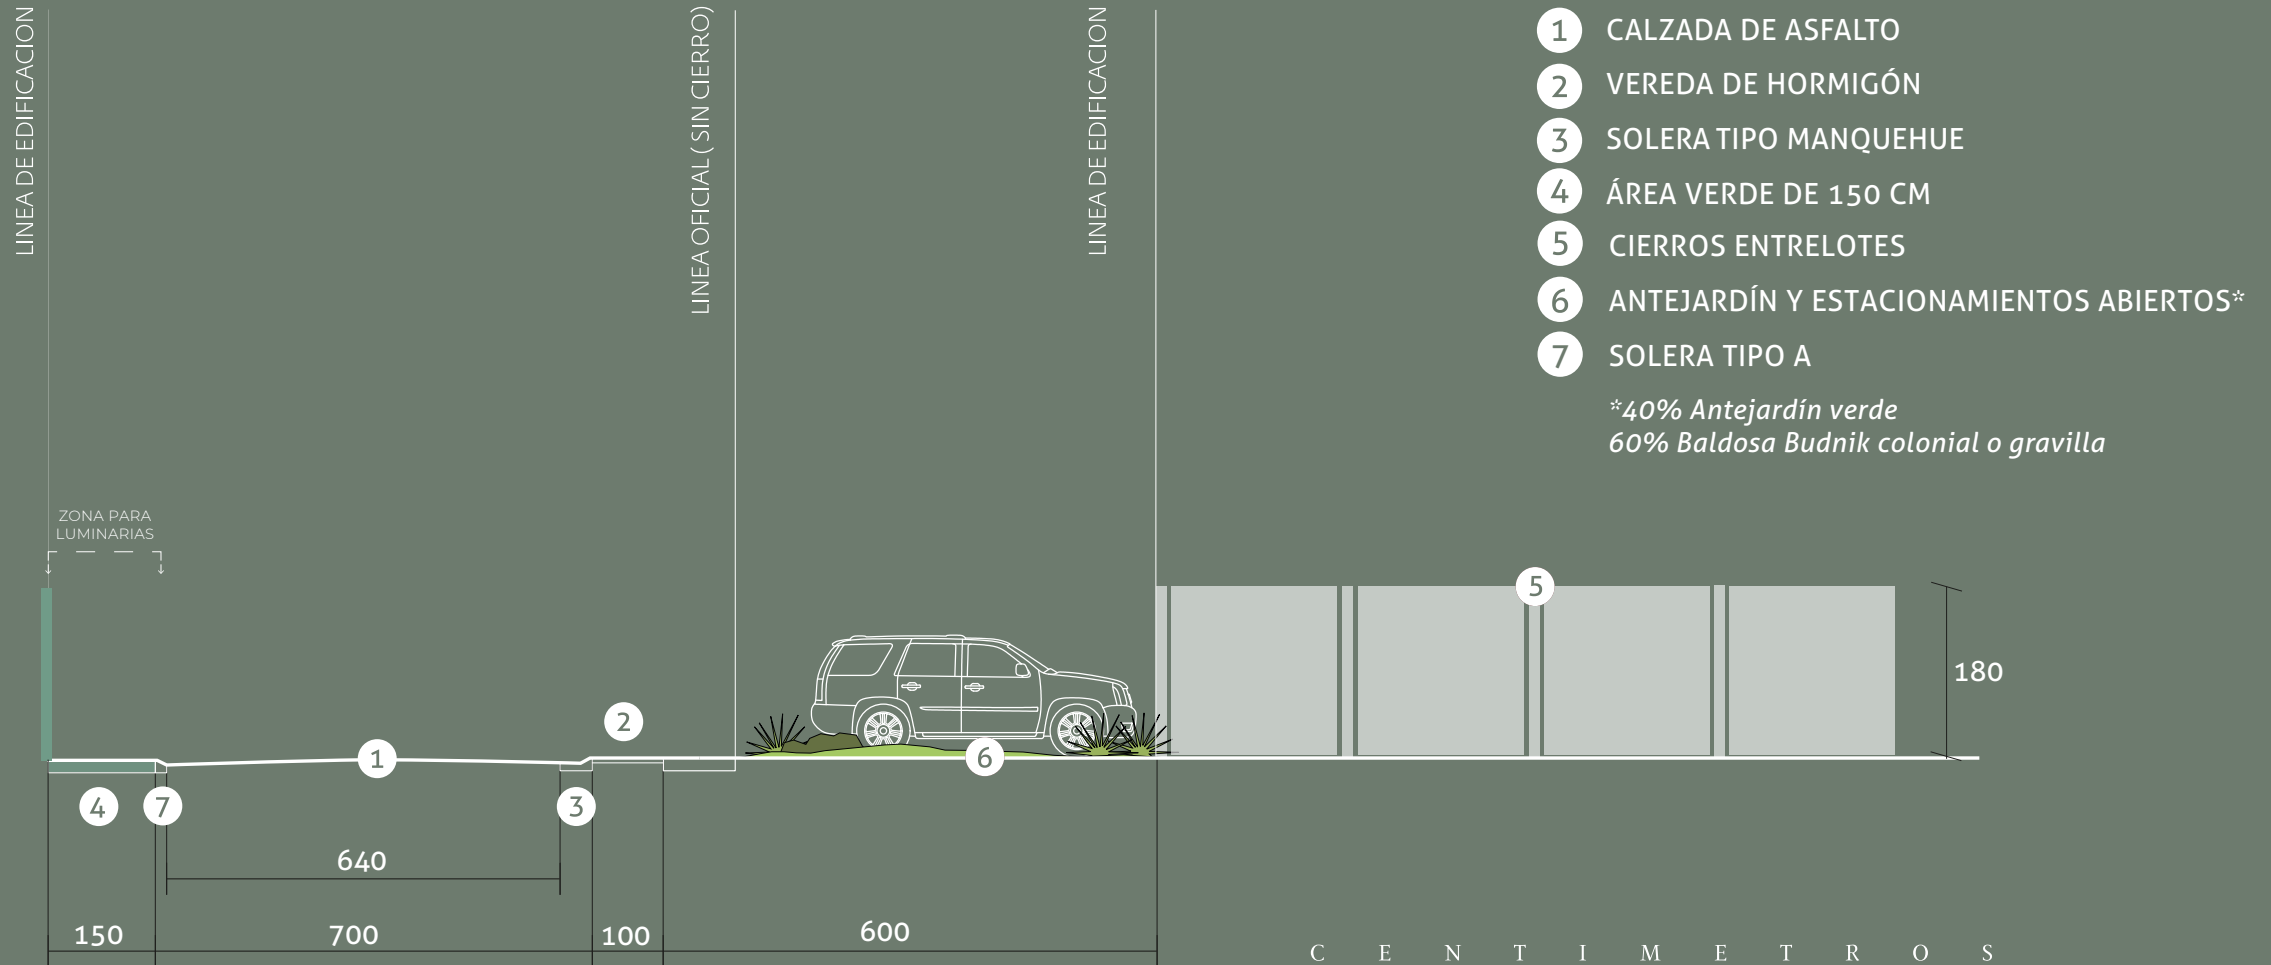 LINEA DE EDIFICACION
LINEA OFICIAL ( SIN CIERRO)
LINEA DE EDIFICACION
1 CALZADA DE ASFALTO
2 VEREDA DE HORMIGÓN
3 SOLERA TIPO MANQUEHUE
4 ÁREA VERDE DE 150 CM
5 CIERROS ENTRELOTES
6 ANTEJARDÍN Y ESTACIONAMIENTOS ABIERTOS*
7 SOLERA TIPO A
*40% Antejardín verde
60% Baldosa Budnik colonial o gravilla
ZONA PARA
LUMINARIAS
5
180
2
1
6
4
7
3
640
150
700
100
600
CENTIMETROS